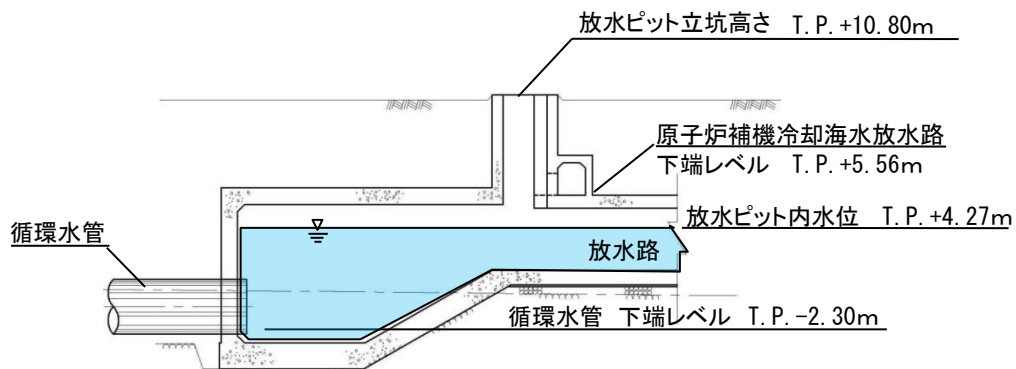 放水ピット立坑高さ T.P.+10.80m
原子炉補機冷却海水放水路
下端レベル T.P.+5.56m
放水ピット内水位 T.P.+4.27m
循環水管
放水路
循環水管 下端レベル T.P.-2.30m